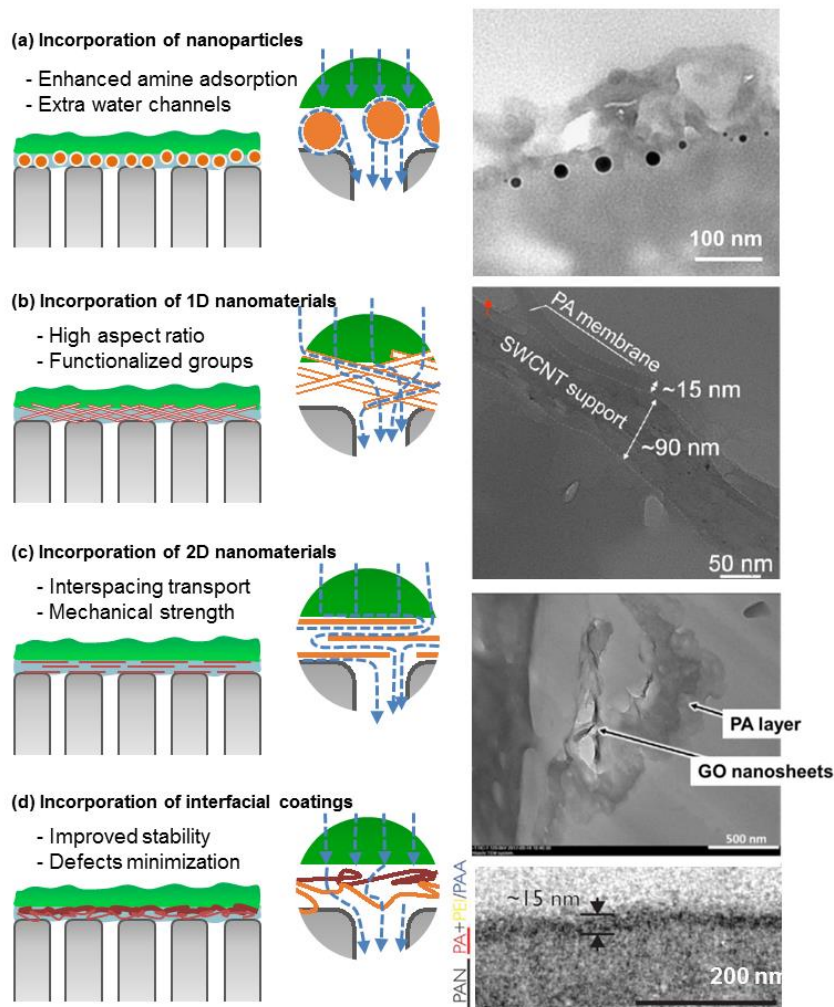 (a) Incorporation of nanoparticles
- Enhanced amine adsorption
- Extra water channels
100 nm
(b) Incorporation of 1D nanomaterials
- High aspect ratio
- Functionalized groups
PA membrane
SWCNT support
~15 nm
~90 nm
50 nm
(c) Incorporation of 2D nanomaterials
- Interspacing transport
- Mechanical strength
PA layer
GO nanosheets
500 nm
(d) Incorporation of interfacial coatings
- Improved stability
- Defects minimization
PAN PA+PEI/PAA
~15 nm
200 nm